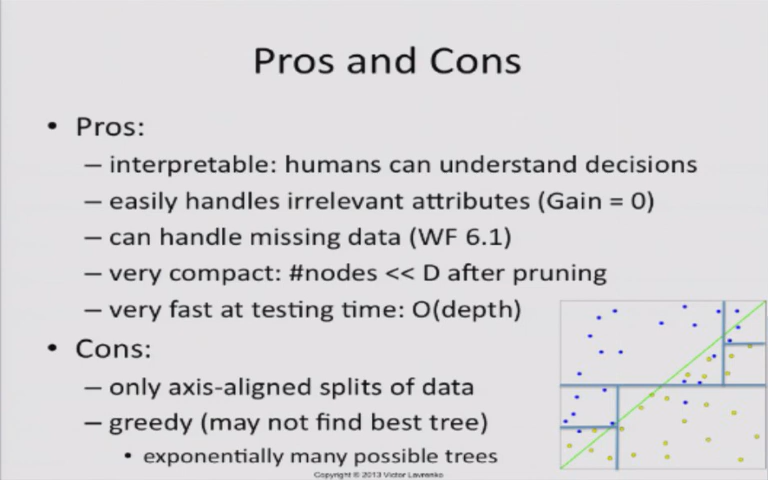 Pros and Cons
• Pros:
– interpretable: humans can understand decisions
– easily handles irrelevant attributes (Gain = 0)
– can handle missing data (WF 6.1)
– very compact: #nodes << D after pruning
– very fast at testing time: O(depth)
• Cons:
– only axis-aligned splits of data
– greedy (may not find best tree)
• exponentially many possible trees
Copyright © 2013 Victor Lavrenko